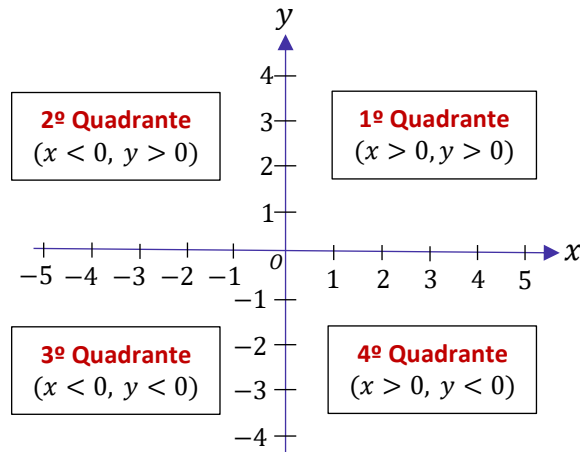 y
4
2º Quadrante
(x < 0, y > 0)
3
1º Quadrante
(x > 0, y > 0)
2
1
−5 −4 −3 −2 −1 O 1 2 3 4 5 x
−1
3º Quadrante
(x < 0, y < 0)
−2
4º Quadrante
(x > 0, y < 0)
−3
−4